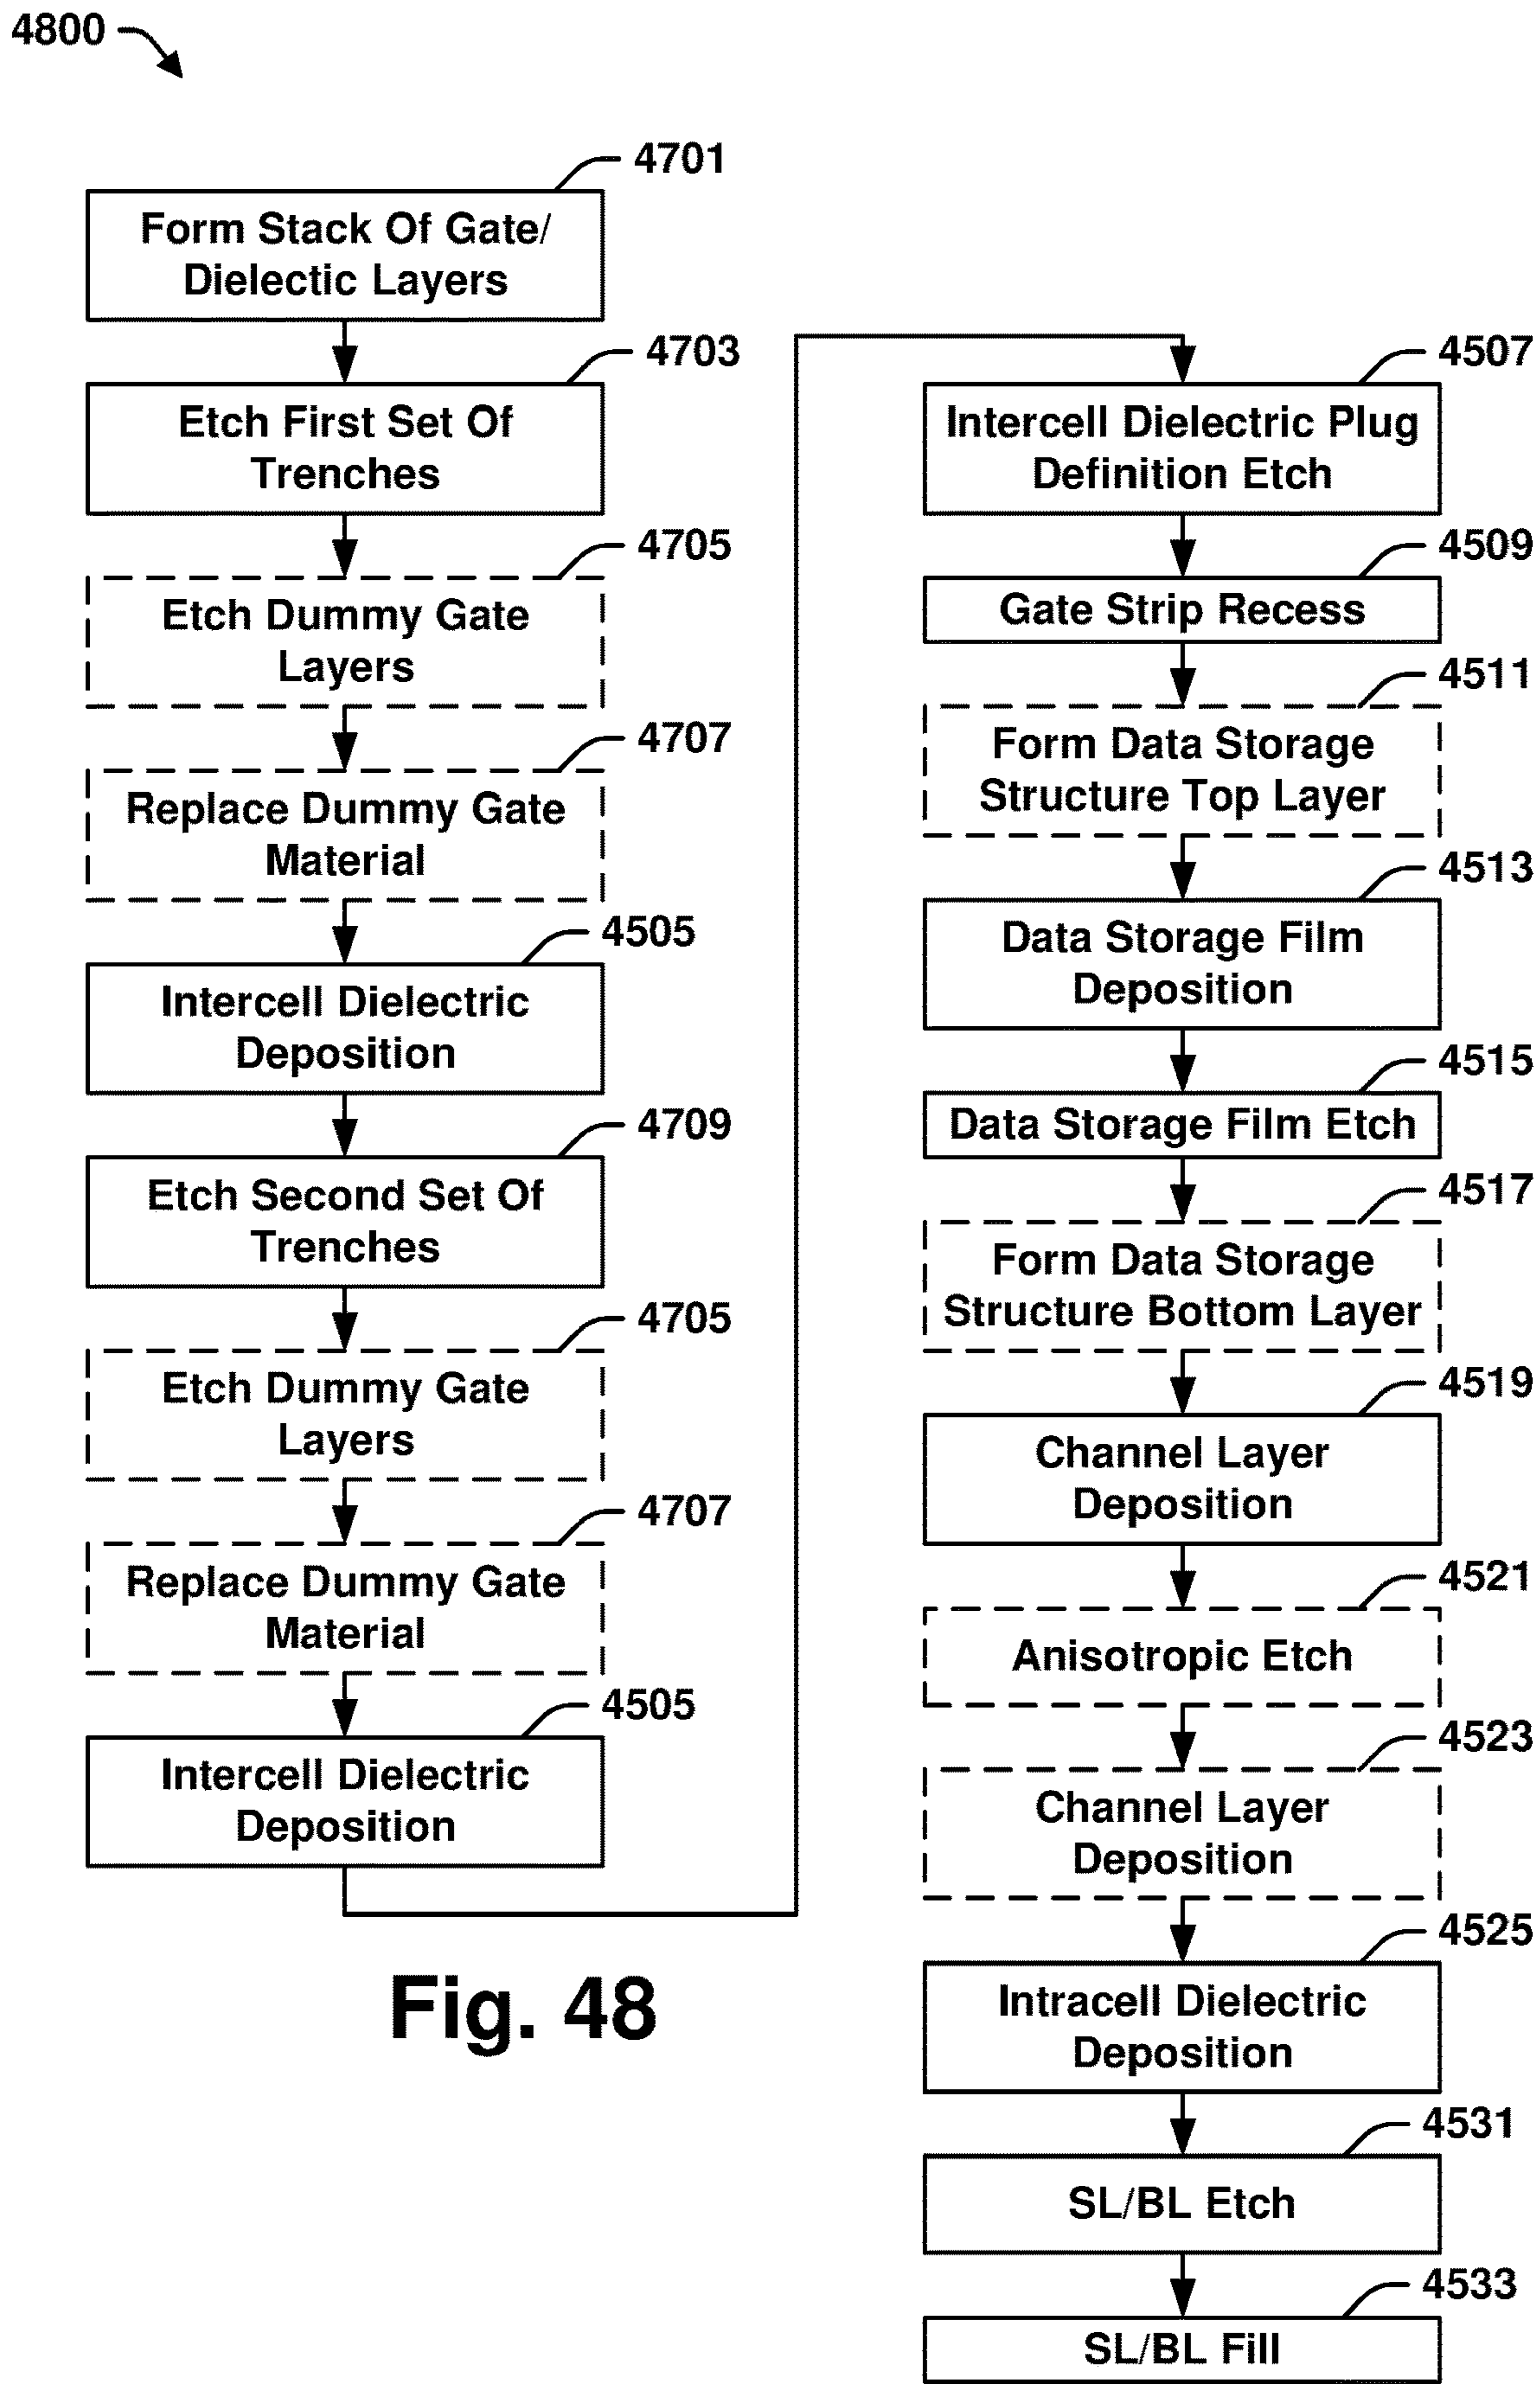 4800
4701
Form Stack Of Gate/
Dielectic Layers
4703
Etch First Set Of
Trenches
4705
Etch Dummy Gate
Layers
4707
Replace Dummy Gate
Material
4505
Intercell Dielectric
Deposition
4709
Etch Second Set Of
Trenches
4705
Etch Dummy Gate
Layers
4707
Replace Dummy Gate
Material
4505
Intercell Dielectric
Deposition
4507
Intercell Dielectric Plug
Definition Etch
4509
Gate Strip Recess
4511
Form Data Storage
Structure Top Layer
4513
Data Storage Film
Deposition
4515
Data Storage Film Etch
4517
Form Data Storage
Structure Bottom Layer
4519
Channel Layer
Deposition
4521
Anisotropic Etch
4523
Channel Layer
Deposition
4525
Intracell Dielectric
Deposition
4531
SL/BL Etch
4533
SL/BL Fill
Fig. 48